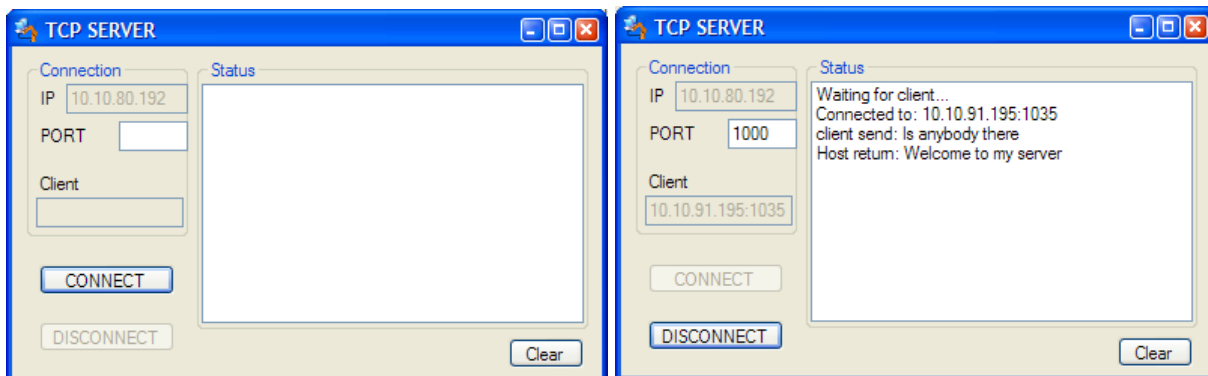 TCP SERVER
Connection
IP 10.10.80.192
PORT
Client
CONNECT
DISCONNECT
Status
Clear
TCP SERVER
Connection
IP 10.10.80.192
PORT 1000
Client
10.10.91.195:1035
CONNECT
DISCONNECT
Status
Waiting for client...
Connected to: 10.10.91.195:1035
client send: Is anybody there
Host return: Welcome to my server
Clear